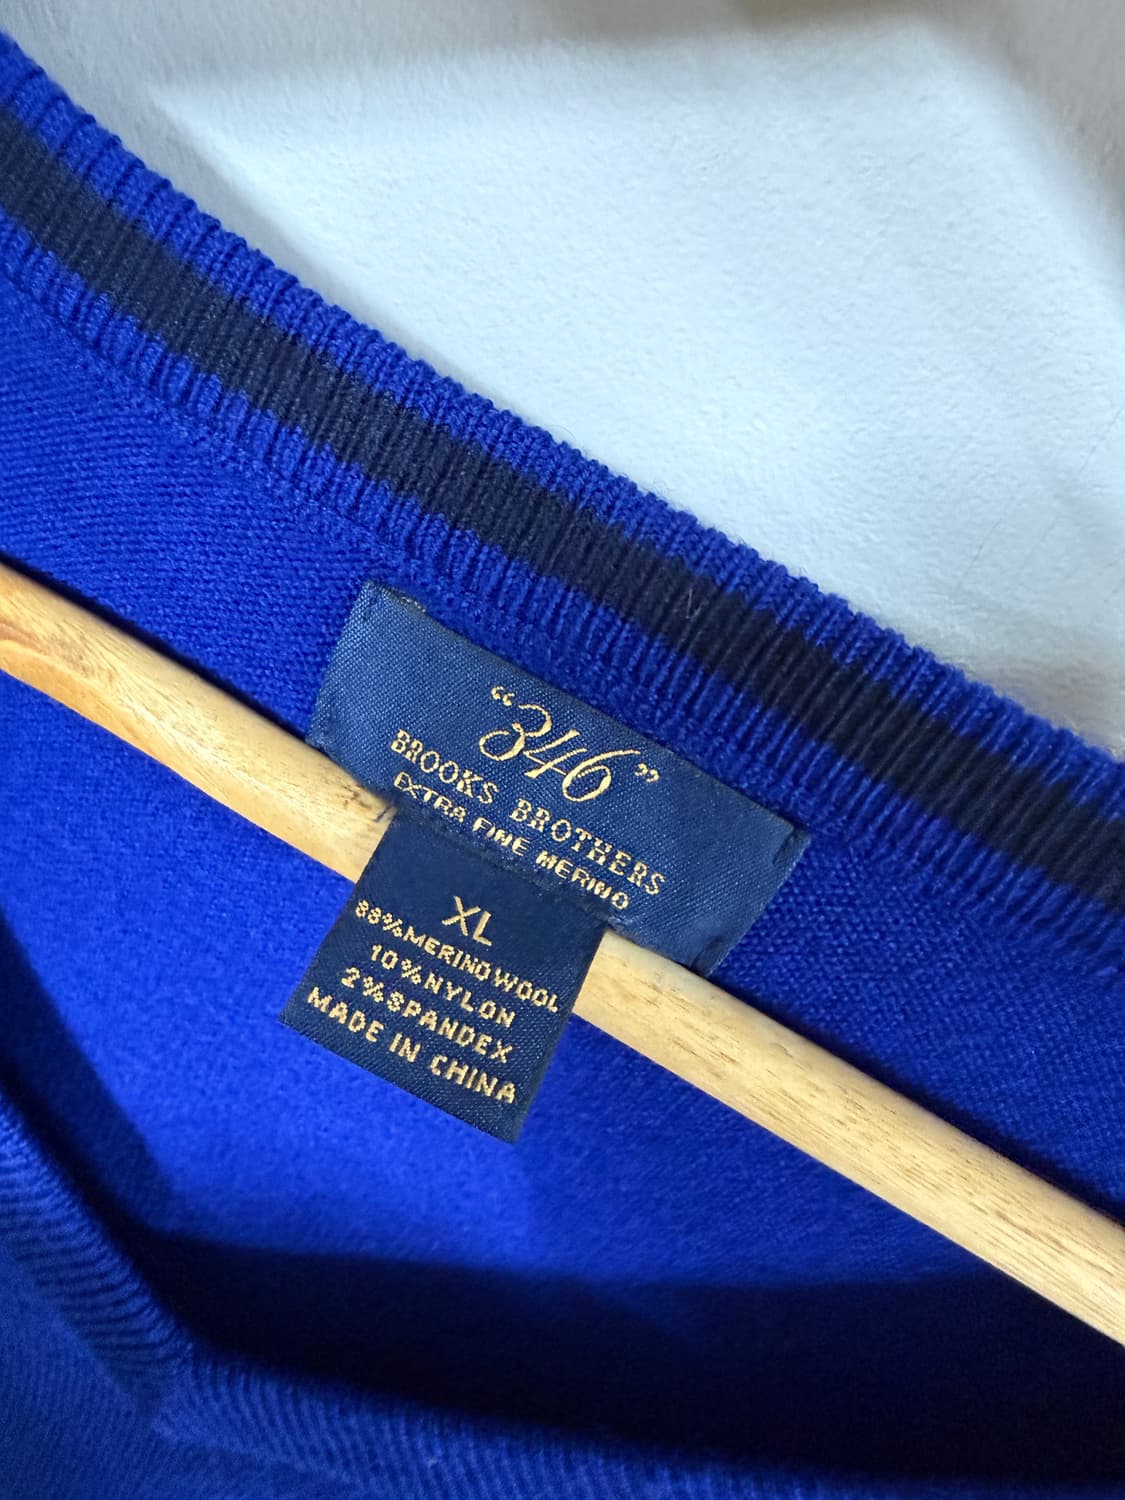 “346”
BROOKS BROTHERS
EXTRA FINE MERINO
XL
88%MERINO WOOL
10%NYLON
2%SPANDEX
MADE IN CHINA